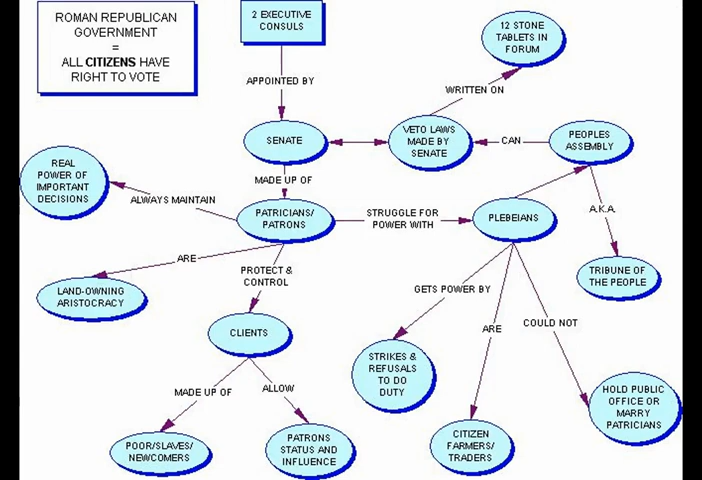 ROMAN REPUBLICAN
GOVERNMENT
=
ALL CITIZENS HAVE
RIGHT TO VOTE
2 EXECUTIVE
CONSULS
12 STONE
TABLETS IN
FORUM
APPOINTED BY
WRITTEN ON
SENATE
VETO LAWS
MADE BY
SENATE
CAN
PEOPLES
ASSEMBLY
REAL
POWER OF
IMPORTANT
DECISIONS
MADE UP OF
ALWAYS MAINTAIN
PATRICIANS/
PATRONS
STRUGGLE FOR
POWER WITH
PLEBEIANS
A.K.A.
ARE
PROTECT &
CONTROL
TRIBUNE OF
THE PEOPLE
LAND-OWNING
ARISTOCRACY
GETS POWER BY
CLIENTS
ARE
COULD NOT
STRIKES &
REFUSALS
TO DO
DUTY
MADE UP OF
ALLOW
HOLD PUBLIC
OFFICE OR
MARRY
PATRICIANS
POOR/SLAVES/
NEWCOMERS
PATRONS
STATUS AND
INFLUENCE
CITIZEN
FARMERS/
TRADERS